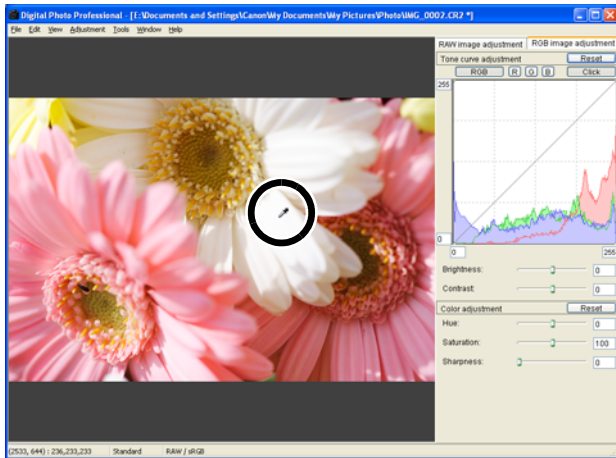 Digital Photo Professional - [E:\Documents and Settings\Canon\My Documents\My Pictures\Photo\IMG_0002.CR2 *]
File Edit View Adjustment Tools Window Help
RAW image adjustment RGB image adjustment
Tone curve adjustment Reset
RGB R G B Click
255
0
0 255
Brightness: 0
Contrast: 0
Color adjustment Reset
Hue: 0
Saturation: 100
Sharpness: 0
(2533, 644) : 236,233,233 Standard RAW / sRGB